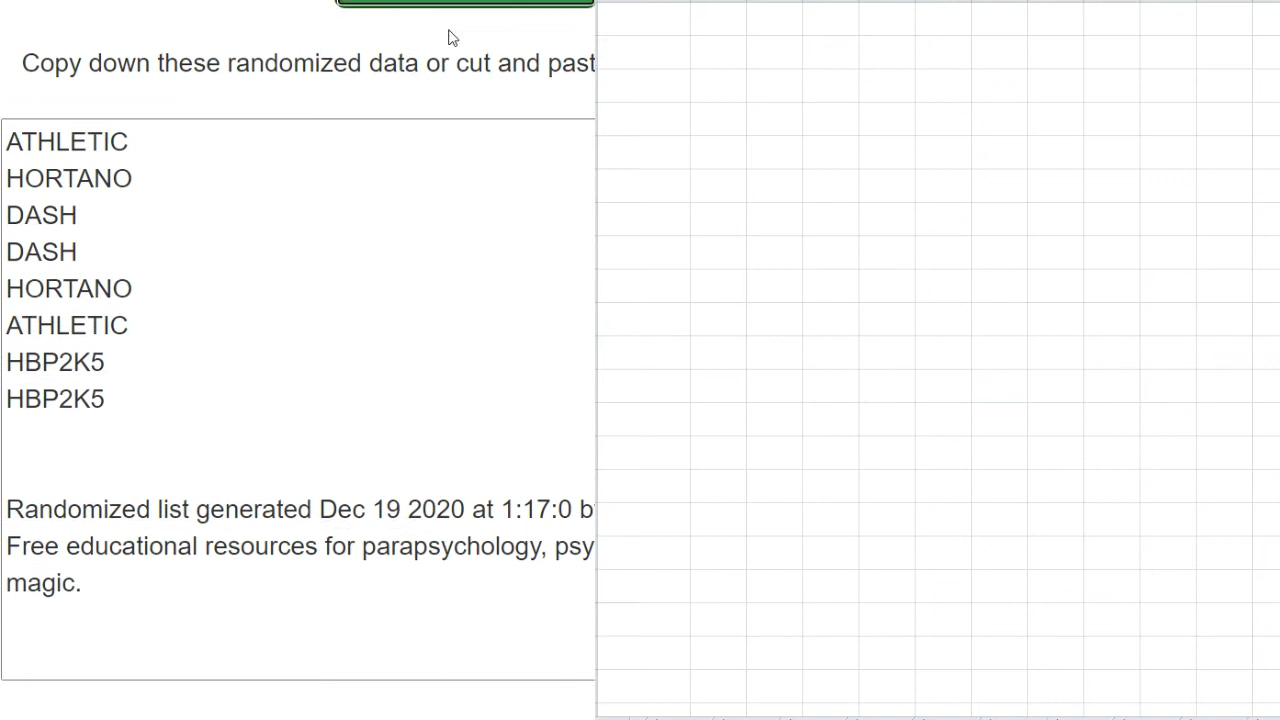 Copy down these randomized data or cut and past
ATHLETIC
HORTANO
DASH
DASH
HORTANO
ATHLETIC
HBP2K5
HBP2K5
Randomized list generated Dec 19 2020 at 1:17:0 b
Free educational resources for parapsychology, psy
magic.